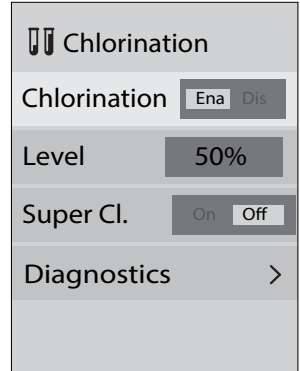 Chlorination
Chlorination Ena Dis
Level 50%
Super Cl. On Off
Diagnostics >